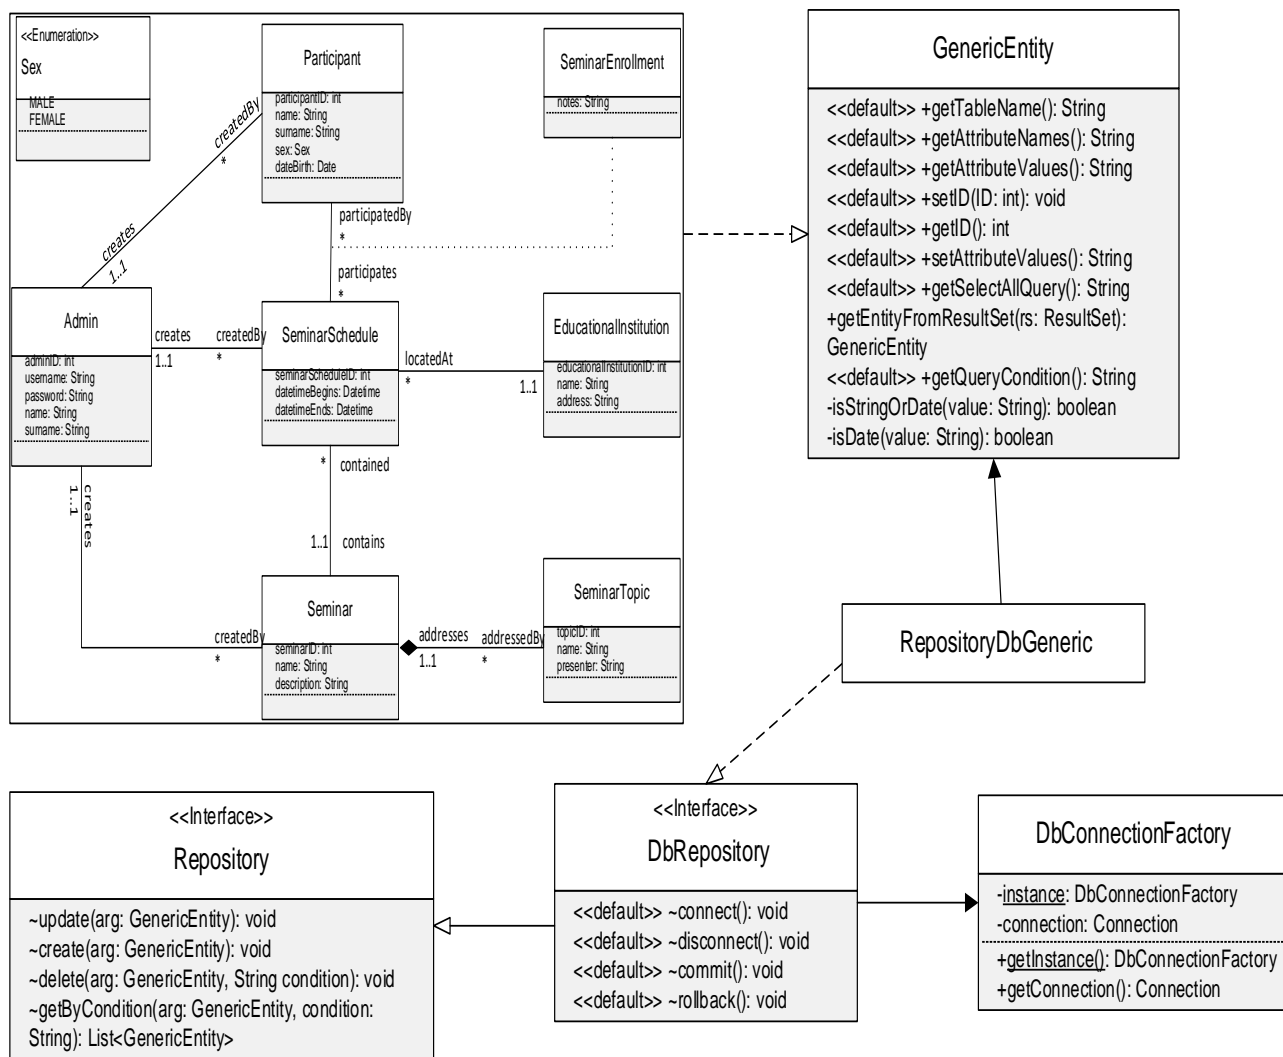 <<Enumeration>>
Sex
MALE
FEMALE
Participant
participantID: int
name: String
surname: String
sex: Sex
dateBirth: Date
SeminarEnrollment
notes: String
createdBy
*
creates
1..1
participatedBy
*
participates
*
Admin
adminID: int
username: String
password: String
name: String
surname: String
creates
1..1
createdBy
*
SeminarSchedule
seminarScheduleID: int
datetimeBegins: Datetime
datetimeEnds: Datetime
locatedAt
*
1..1
EducationalInstitution
educationalInstitutionID: int
name: String
address: String
creates
1..1
*
contained
1..1
contains
createdBy
*
Seminar
seminarID: int
name: String
description: String
addresses
1..1
addressedBy
*
SeminarTopic
topicID: int
name: String
presenter: String
GenericEntity
<<default>> +getTableName(): String
<<default>> +getAttributeNames(): String
<<default>> +getAttributeValues(): String
<<default>> +setID(ID: int): void
<<default>> +getID(): int
<<default>> +setAttributeValues(): String
<<default>> +getSelectAllQuery(): String
+getEntityFromResultSet(rs: ResultSet):
GenericEntity
<<default>> +getQueryCondition(): String
-isStringOrDate(value: String): boolean
-isDate(value: String): boolean
RepositoryDbGeneric
<<Interface>>
Repository
~update(arg: GenericEntity): void
~create(arg: GenericEntity): void
~delete(arg: GenericEntity, String condition): void
~getByCondition(arg: GenericEntity, condition:
String): List<GenericEntity>
<<Interface>>
DbRepository
<<default>> ~connect(): void
<<default>> ~disconnect(): void
<<default>> ~commit(): void
<<default>> ~rollback(): void
DbConnectionFactory
-instance: DbConnectionFactory
-connection: Connection
+getInstance(): DbConnectionFactory
+getConnection(): Connection